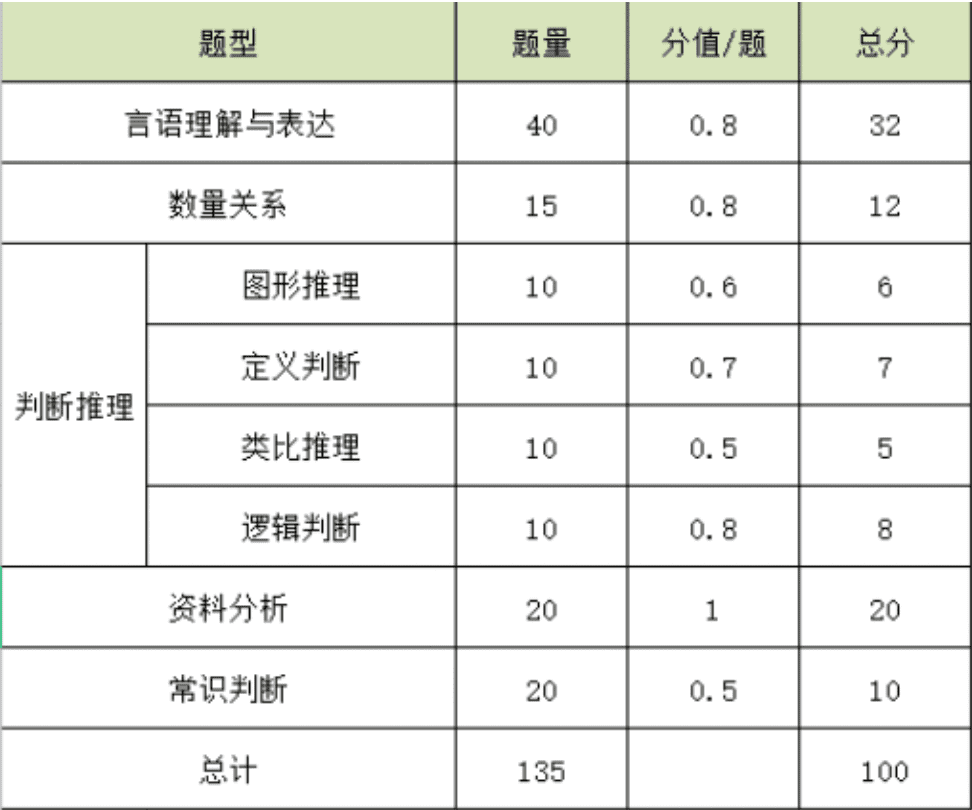 题型 题量 分值/题 总分
言语理解与表达 40 0.8 32
数量关系 15 0.8 12
图形推理 10 0.6 6
定义判断 10 0.7 7
判断推理
类比推理 10 0.5 5
逻辑判断 10 0.8 8
资料分析 20 1 20
常识判断 20 0.5 10
总计 135 100